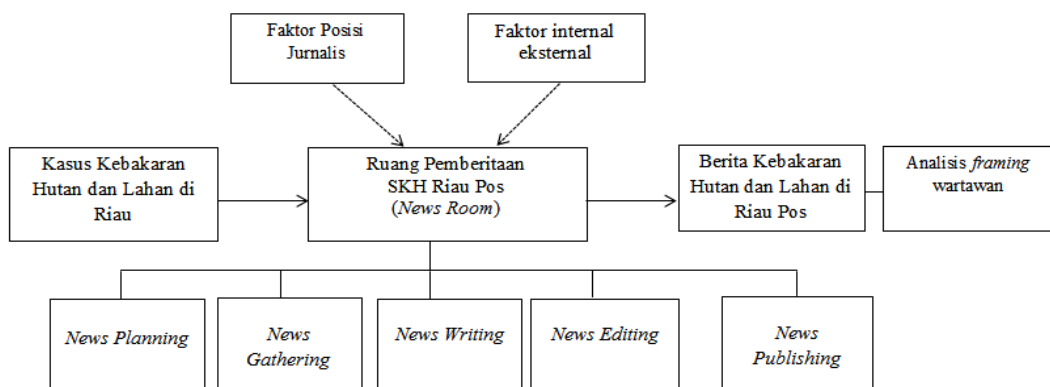 Faktor Posisi
Jurnalis
Faktor internal
eksternal
Kasus Kebakaran
Hutan dan Lahan di
Riau
Ruang Pemberitaan
SKH Riau Pos
(News Room)
Berita Kebakaran
Hutan dan Lahan di
Riau Pos
Analisis framing
wartawan
News Planning
News
Gathering
News Writing
News Editing
News
Publishing